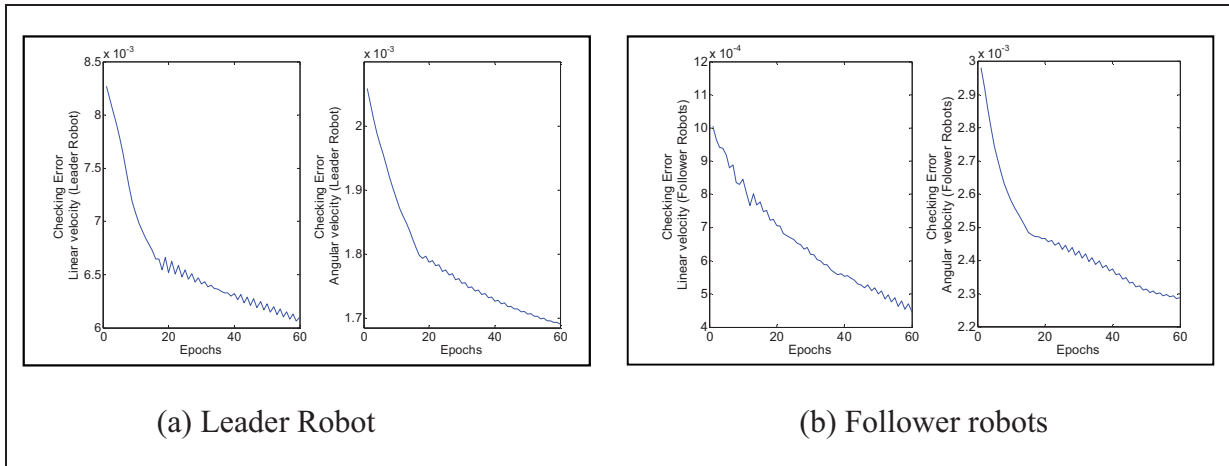 x 10⁻³
8.5
8
7.5
7
6.5
6
0 20 40 60
Epochs
Checking Error
Linear velocity (Leader Robot)
x 10⁻³
2
1.9
1.8
1.7
0 20 40 60
Epochs
Checking Error
Angular velocity (Leader Robot)
x 10⁻⁴
12
10
9
8
7
6
5
4
0 20 40 60
Epochs
Checking Error
Linear velocity (Follower Robots)
x 10⁻³
3
2.9
2.8
2.7
2.6
2.5
2.4
2.3
2.2
0 20 40 60
Epochs
Checking Error
Angular velocity (Folower Robots)
(a) Leader Robot
(b) Follower robots